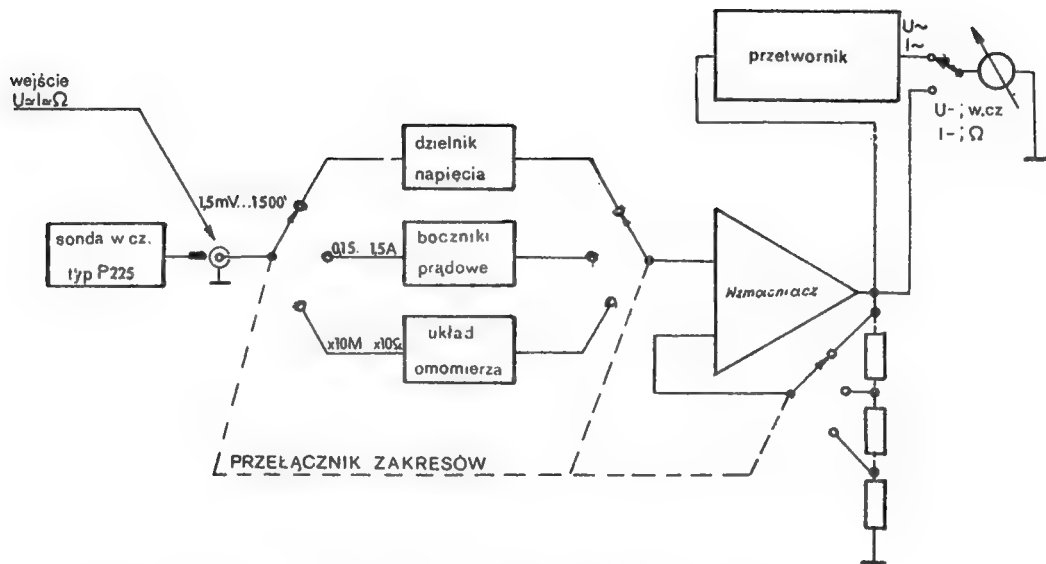 wejście
U≃I≃Ω
sonda w cz.
typ P225
1,5mV...1500V
dzielnik
napięcia
0,15. 1,5A
boczniki
prądowe
x10M x10Ω
układ
omomierza
PRZEŁĄCZNIK ZAKRESÓW
Wzmacniacz
przetwornik
U~
I~
U-; w.cz
I-; Ω